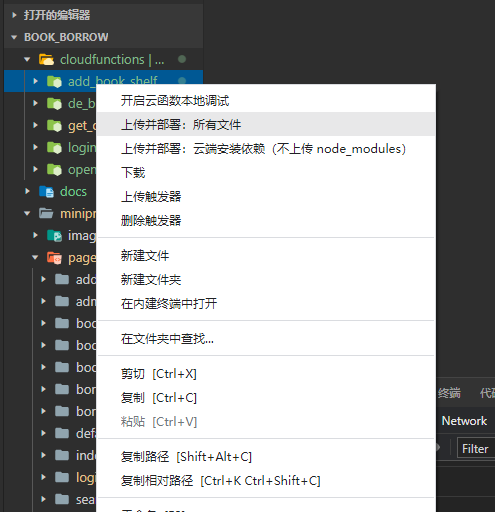 打开的编辑器
BOOK_BORROW
cloudfunctions | ...
add_book_shelf
de_b
开启云函数本地调试
get_c
上传并部署：所有文件
login
上传并部署：云端安装依赖（不上传 node_modules）
open
下载
docs
上传触发器
minipr
删除触发器
imag
page
新建文件
add
新建文件夹
adm
在内建终端中打开
boo
boo
在文件夹中查找...
boo
剪切 [Ctrl+X]
bor
复制 [Ctrl+C]
终端
代
bor
粘贴 [Ctrl+V]
Network
defa
inde
复制路径 [Shift+Alt+C]
Filter
logi
复制相对路径 [Ctrl+K Ctrl+Shift+C]
sea